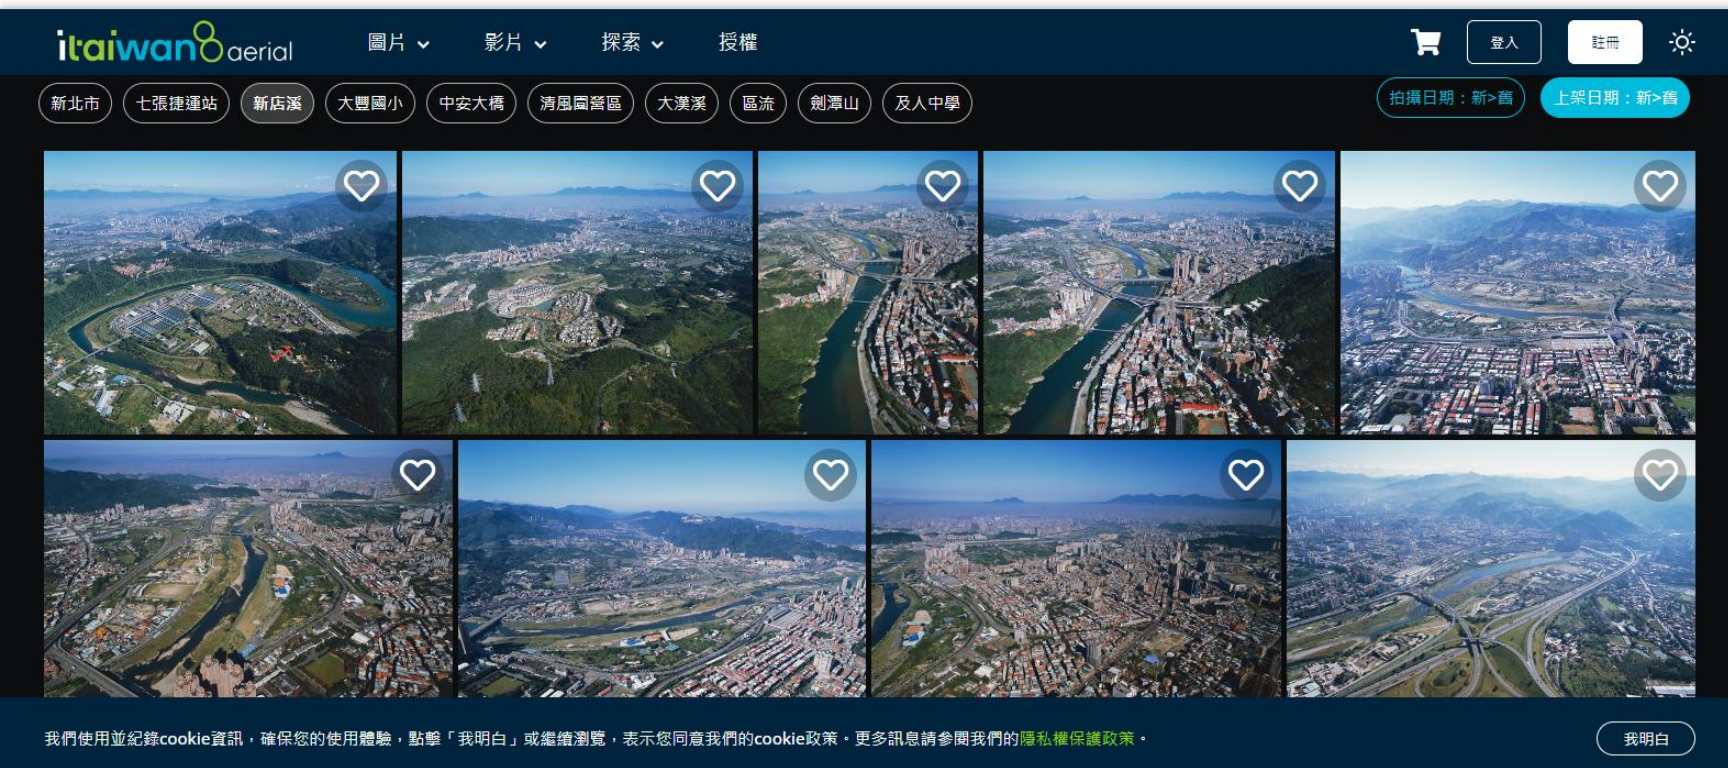 itaiwan8 aerial
圖片
影片
探索
授權
登入
註冊
新北市
七張捷運站
新店溪
大豐國小
中安大橋
清風園營區
大漢溪
區流
劍潭山
及人中學
拍攝日期：新>舊
上架日期：新>舊
我們使用並紀錄cookie資訊，確保您的使用體驗，點擊「我明白」或繼續瀏覽，表示您同意我們的cookie政策。更多訊息請參閱我們的隱私權保護政策。
我明白